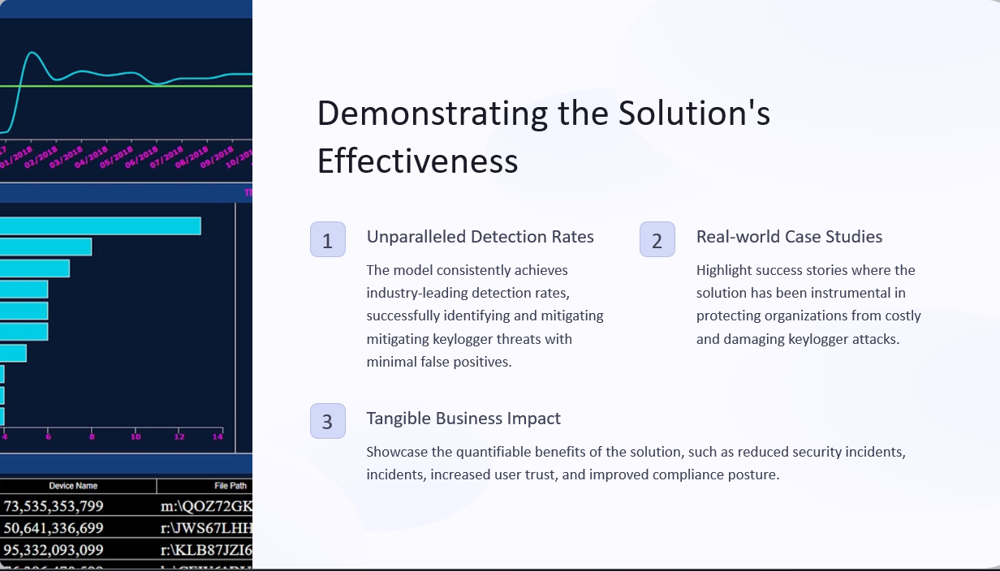 01/2018
02/2018
03/2018
04/2018
05/2018
06/2018
07/2018
08/2018
09/2018
4 6 8 10 12 14
Device Name File Path
73,535,353,799 m:\QOZ72GK
50,641,336,699 r:\JWS67LHH
95,332,093,099 r:\KLB87JZI6
Demonstrating the Solution's
Effectiveness
1 Unparalleled Detection Rates
The model consistently achieves
industry-leading detection rates,
successfully identifying and mitigating
mitigating keylogger threats with
minimal false positives.
2 Real-world Case Studies
Highlight success stories where the
solution has been instrumental in
protecting organizations from costly
and damaging keylogger attacks.
3 Tangible Business Impact
Showcase the quantifiable benefits of the solution, such as reduced security incidents,
incidents, increased user trust, and improved compliance posture.